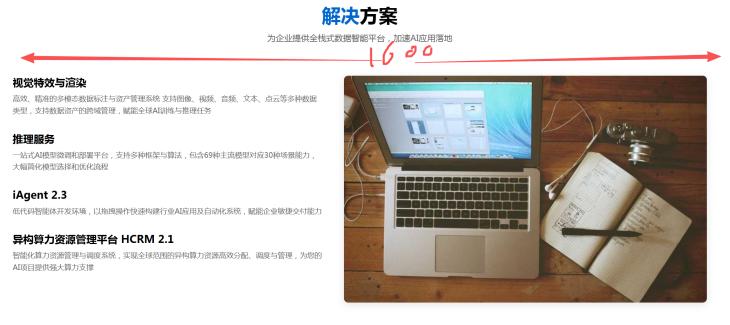 解决方案
为企业提供全栈式数据智能平台，加速AI应用落地
1600
视觉特效与渲染
高效、精准的多模态数据标注与资产管理系统 支持图像、视频、音频、文本、点云等多种数据
类型，支持数据资产的跨域管理，赋能全球AI训练与推理任务
推理服务
一站式AI模型微调和部署平台，支持多种框架与算法，包含69种主流模型对应30种场景能力，
大幅简化模型选择和优化流程
iAgent 2.3
低代码智能体开发环境，以拖拽操作快速构建行业AI应用及自动化系统，赋能企业敏捷交付能力
异构算力资源管理平台 HCRM 2.1
智能化算力资源管理与调度系统，实现全球范围的异构算力资源高效分配、调度与管理，为您的
AI项目提供强大算力支撑